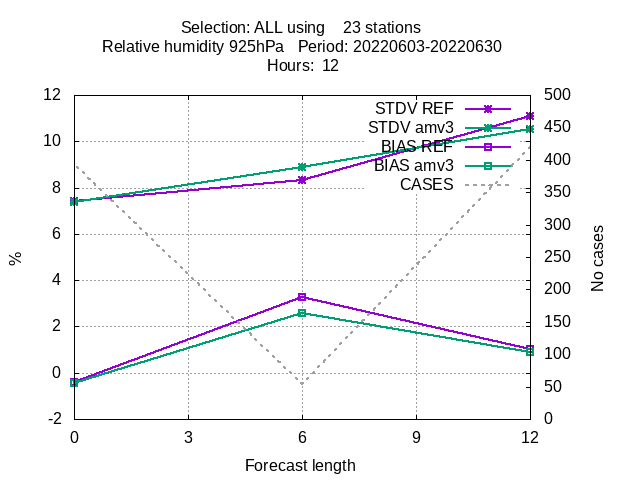 Selection: ALL using 23 stations
Relative humidity 925hPa Period: 20220603-20220630
Hours: 12
12
10
8
6
4
2
0
-2
%
STDV REF
STDV amv3
BIAS REF
BIAS amv3
CASES
500
450
400
350
300
250
200
150
100
50
0
No cases
0 3 6 9 12
Forecast length